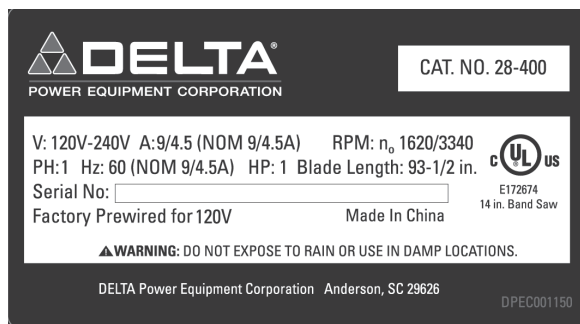 DELTA®
POWER EQUIPMENT CORPORATION
CAT. NO. 28-400
V: 120V-240V A:9/4.5 (NOM 9/4.5A) RPM: n₀ 1620/3340
PH:1 Hz: 60 (NOM 9/4.5A) HP: 1 Blade Length: 93-1/2 in.
Serial No:
Factory Prewired for 120V Made In China
C UL US
E172674
14 in. Band Saw
⚠WARNING: DO NOT EXPOSE TO RAIN OR USE IN DAMP LOCATIONS.
DELTA Power Equipment Corporation Anderson, SC 29626
DPEC001150